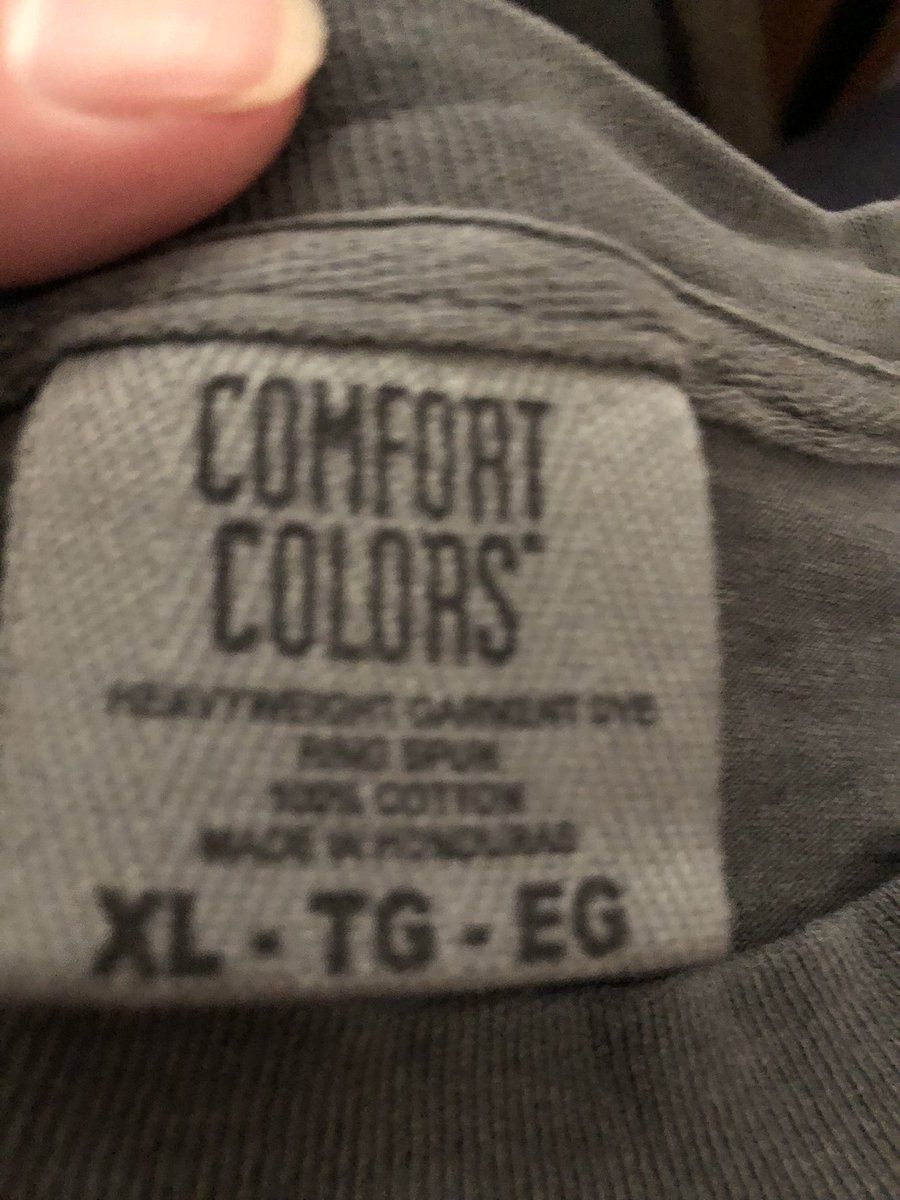 COMFORT
COLORS
HEAVYWEIGHT GARMENT DYE
RING SPUN
100% COTTON
MADE IN HONDURAS
XL - TG - EG